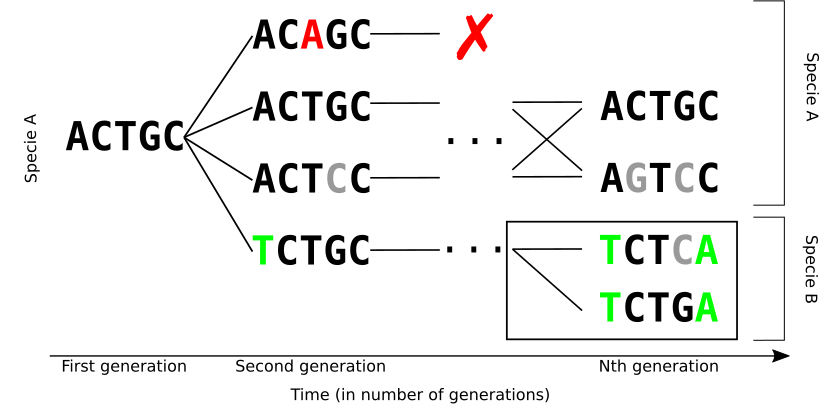 Specie A
ACTGC
ACAGC
✗
ACTGC
ACTCC
TCTGC
...
...
ACTGC
AGTCC
TCTCA
TCTGA
Specie A
Specie B
First generation
Second generation
Nth generation
Time (in number of generations)